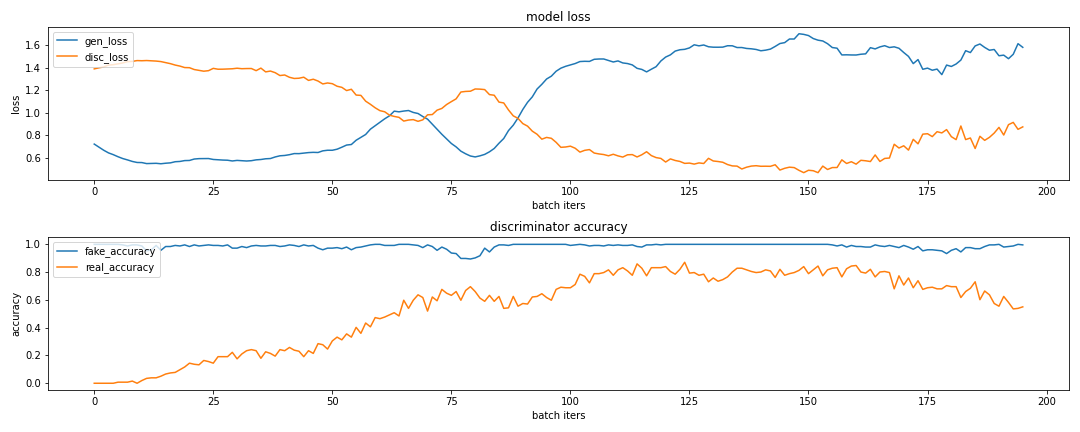 model loss
gen_loss
disc_loss
1.6
1.4
1.2
1.0
0.8
0.6
loss
0 25 50 75 100 125 150 175 200
batch iters
discriminator accuracy
fake_accuracy
real_accuracy
1.0
0.8
0.6
0.4
0.2
0.0
accuracy
0 25 50 75 100 125 150 175 200
batch iters